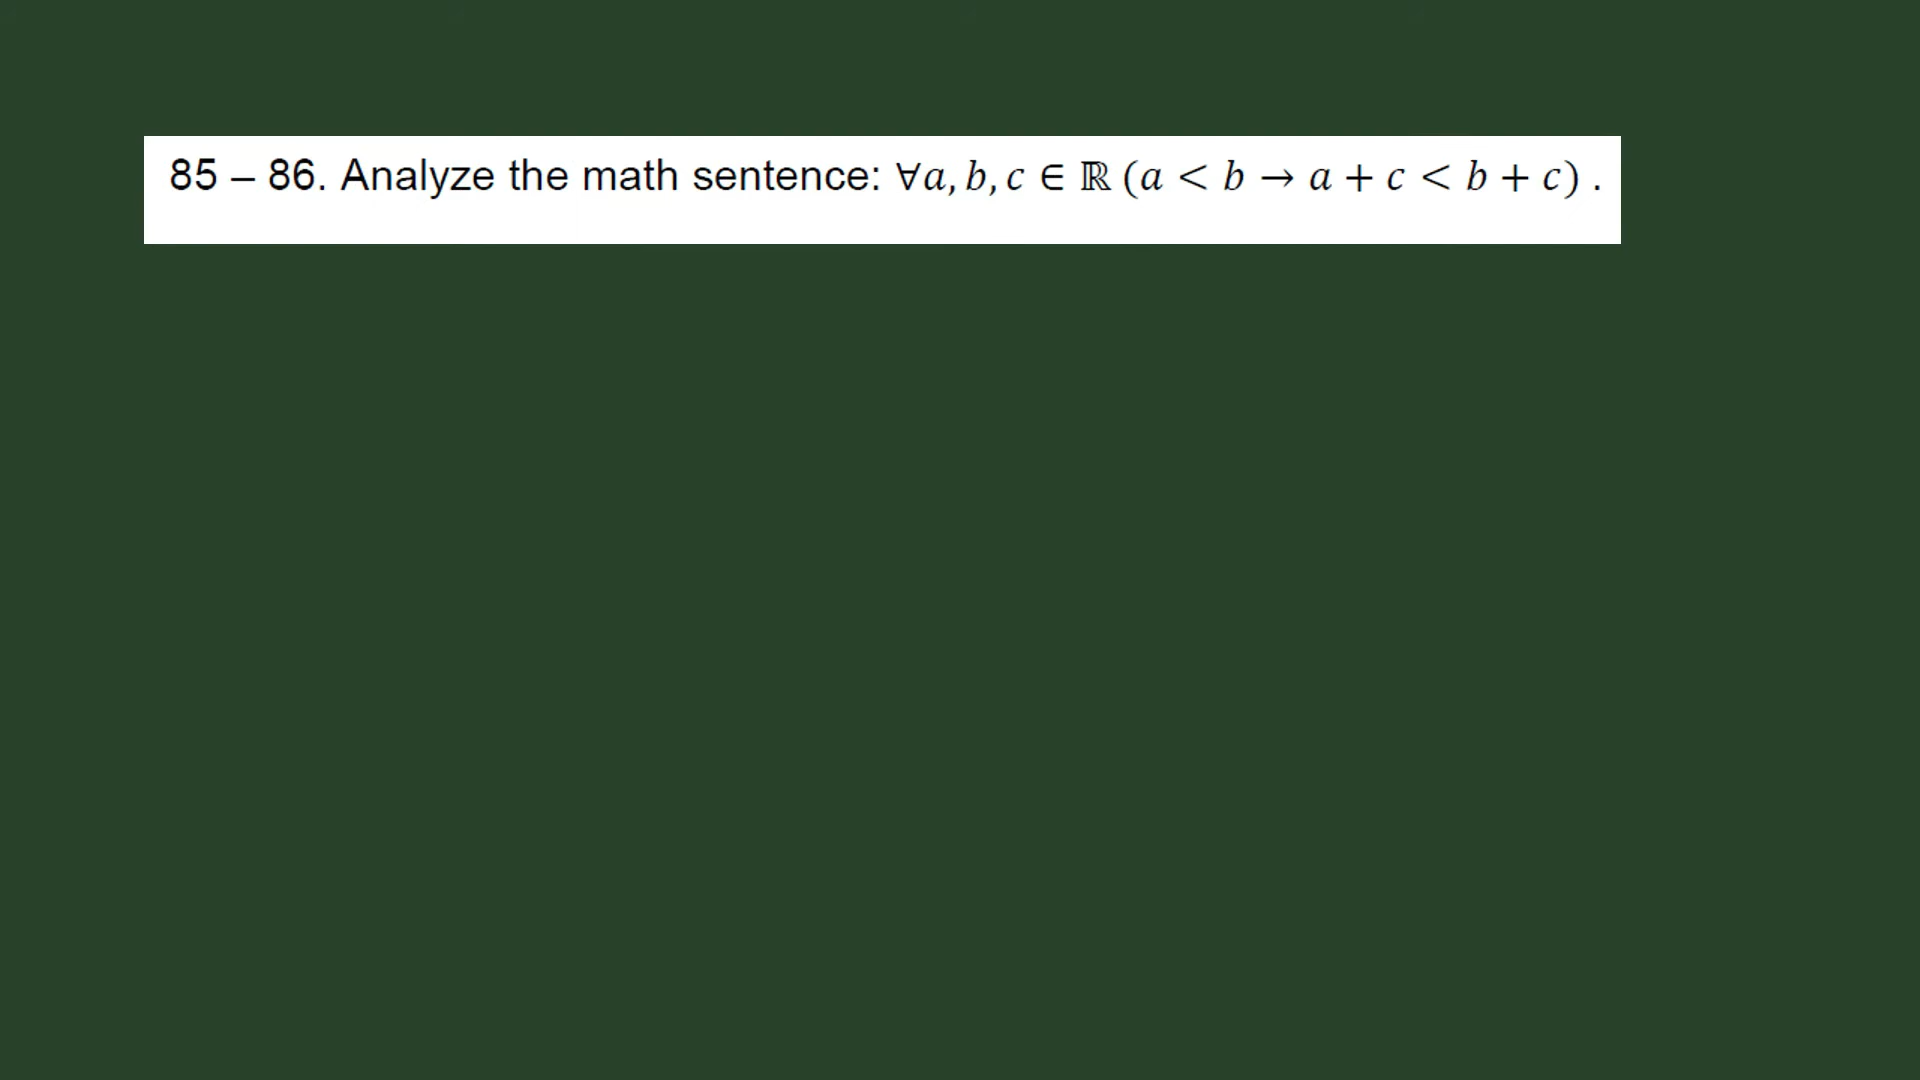 85 – 86. Analyze the math sentence: ∀a, b, c ∈ ℝ (a < b → a + c < b + c) .